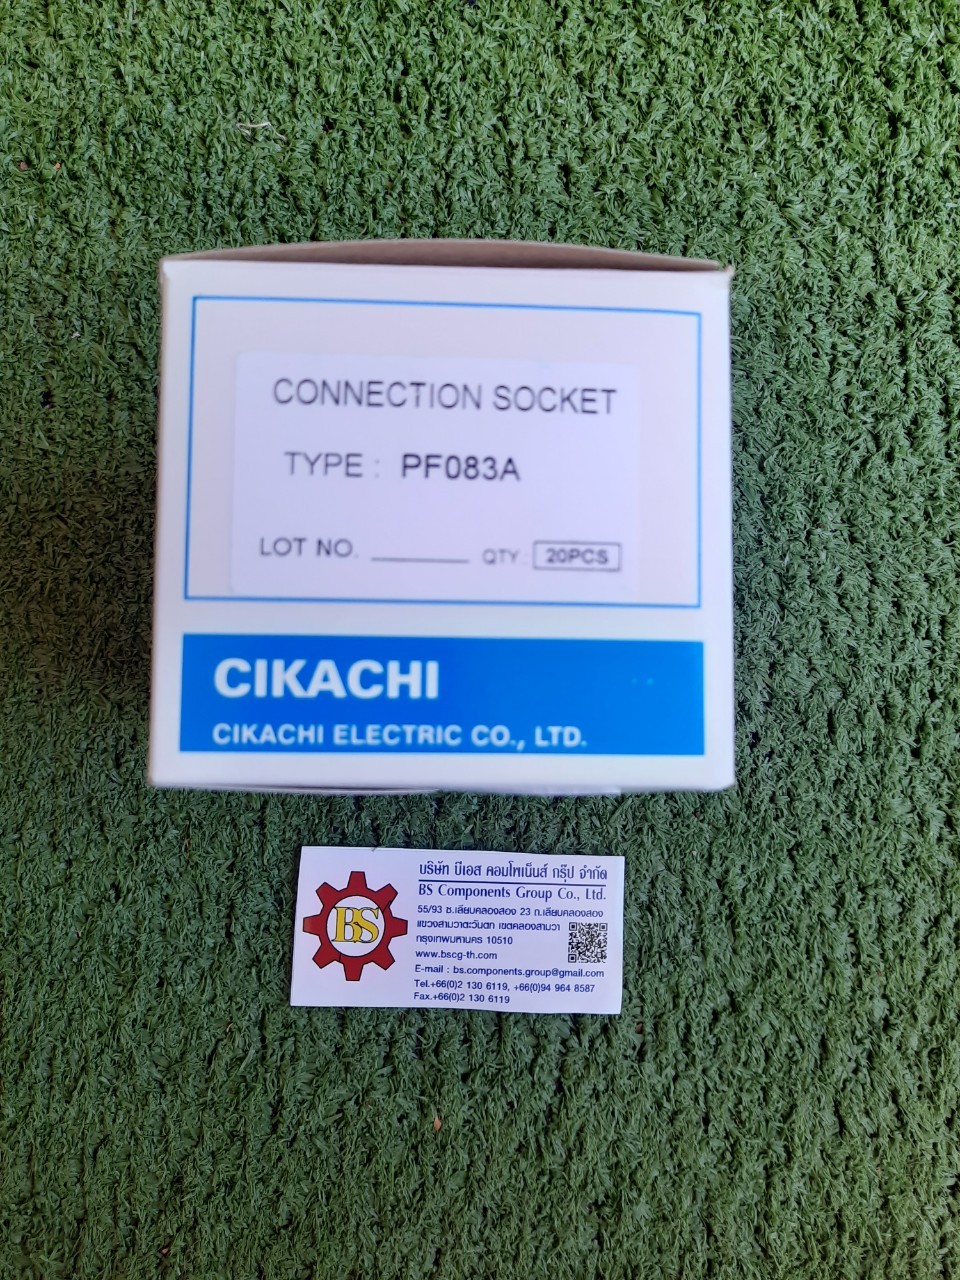 CONNECTION SOCKET
TYPE : PF083A
LOT NO. ________ QTY.: 20PCS
CIKACHI
CIKACHI ELECTRIC CO., LTD.
BS
บริษัท บีเอส คอมโพเน็นส์ กรุ๊ป จำกัด
BS Components Group Co., Ltd.
55/93 ซ.เลียบคลองสอง 23 ถ.เลียบคลองสอง
แขวงสามวาตะวันตก เขตคลองสามวา
กรุงเทพมหานคร 10510
www.bscg-th.com
E-mail : bs.components.group@gmail.com
Tel.+66(0)2 130 6119, +66(0)94 964 8587
Fax.+66(0)2 130 6119